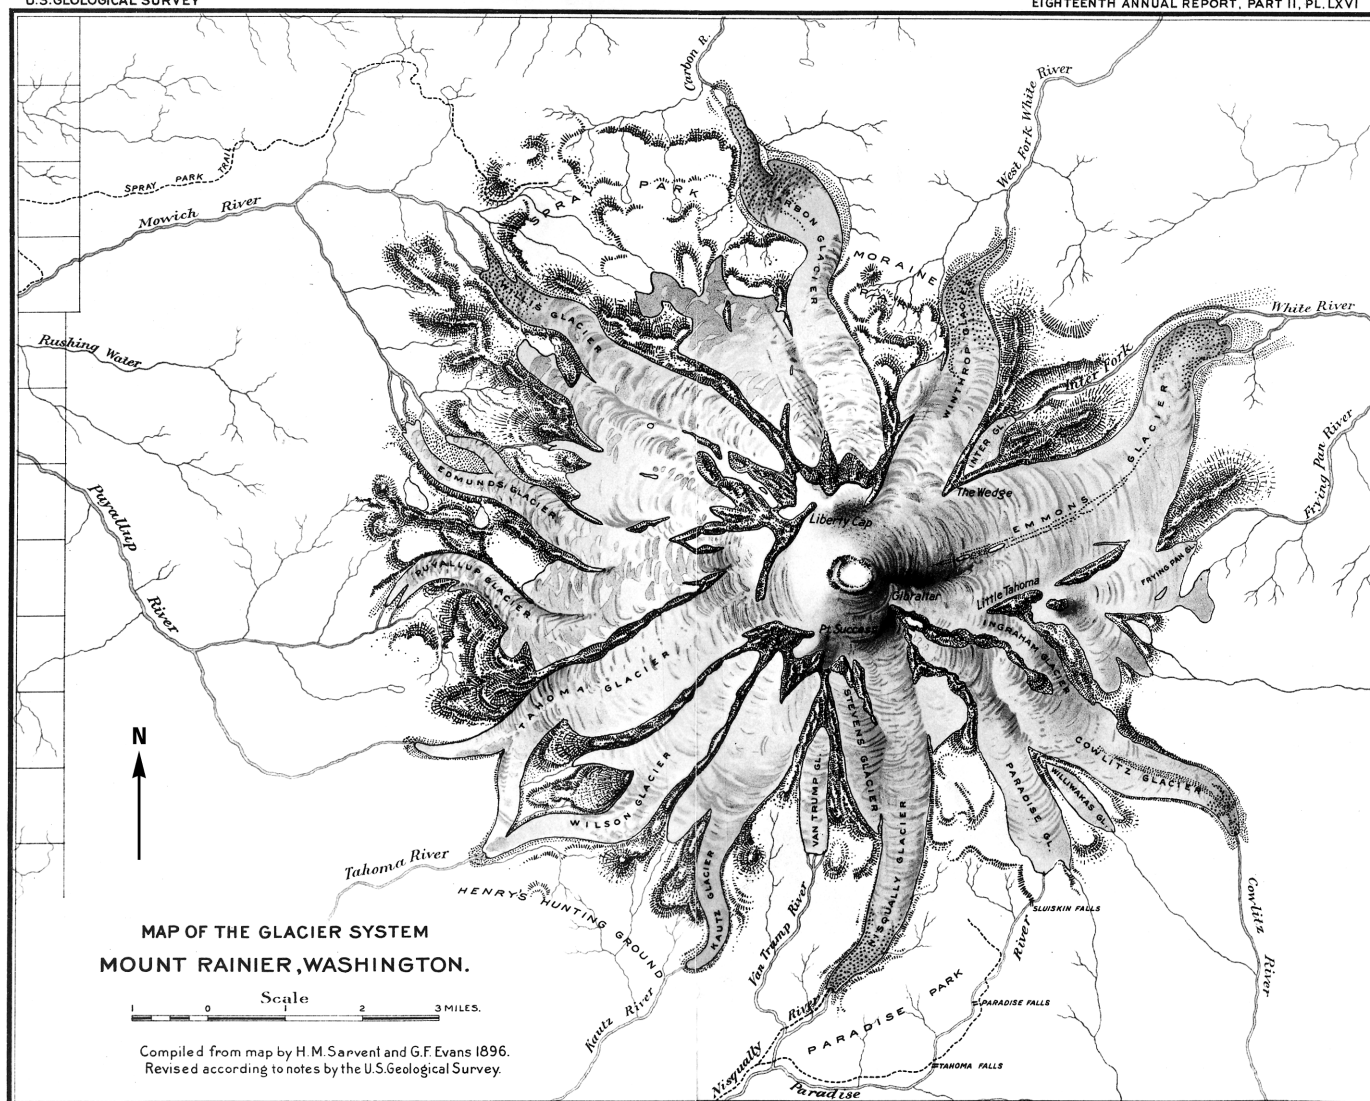 U.S.GEOLOGICAL SURVEY
EIGHTEENTH ANNUAL REPORT, PART II, PL. LXVI
Carbon R.
West Fork White River
SPRAY PARK TRAIL
Mowich River
SPRAY PARK
CARBON GLACIER
MORAINE PARK
WILLIS GLACIER
WINTHROP GLACIER
White River
Inter Fork
Rushing Water
INTER GL.
EMMONS GLACIER
Frying Pan River
The Wedge
EDMUNDS GLACIER
Liberty Cap
Puyallup River
PUYALLUP GLACIER
FRYING PAN GL.
Gibraltar
Little Tahoma
Pt. Success
INGRAHAM GLACIER
TAHOMA GLACIER
STEVENS GLACIER
COWLITZ GLACIER
PARADISE GL.
WILLIWAKAS GL.
WILSON GLACIER
VAN TRUMP GL.
NISQUALLY GLACIER
KAUTZ GLACIER
N
Tahoma River
HENRY'S HUNTING GROUND
SLUISKIN FALLS
Cowlitz River
Van Trump River
River
PARADISE PARK
PARADISE FALLS
Kautz River
Nisqually River
TAHOMA FALLS
Paradise
MAP OF THE GLACIER SYSTEM
MOUNT RAINIER, WASHINGTON.
Scale
1 0 1 2 3 MILES.
Compiled from map by H.M.Sarvent and G.F. Evans 1896.
Revised according to notes by the U.S.Geological Survey.